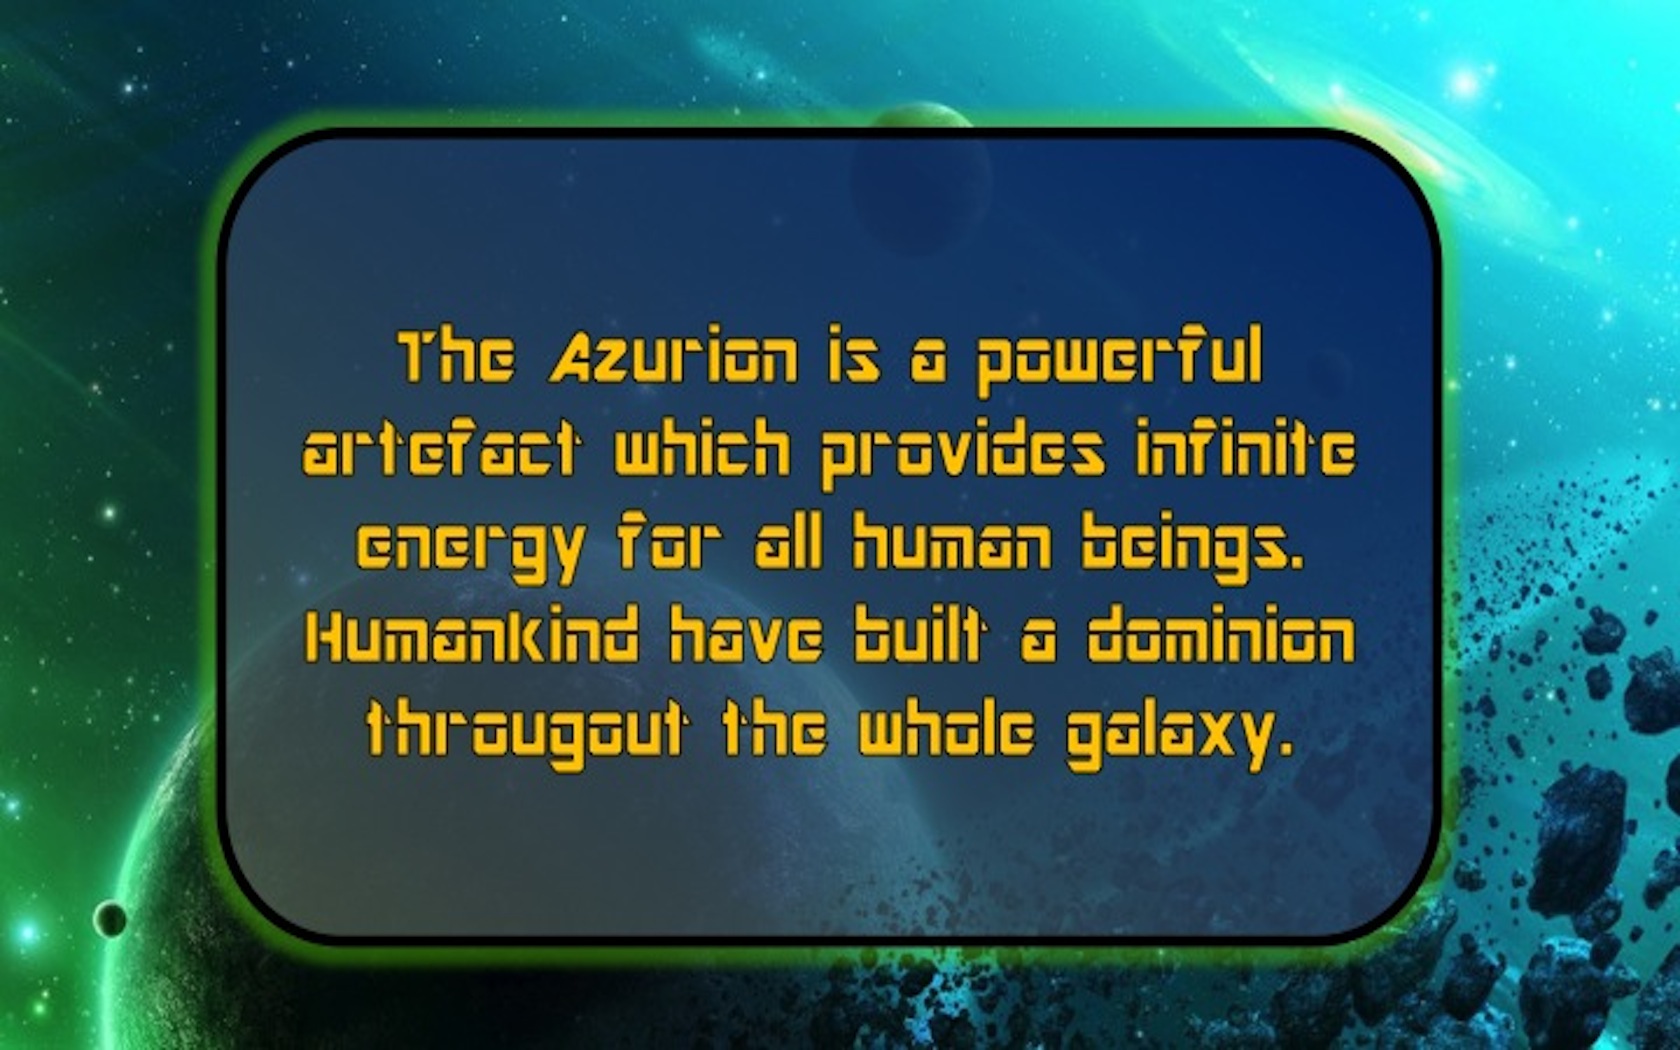 The Azurion is a powerful
artefact which provides infinite
energy for all human beings.
Humankind have built a dominion
througout the whole galaxy.